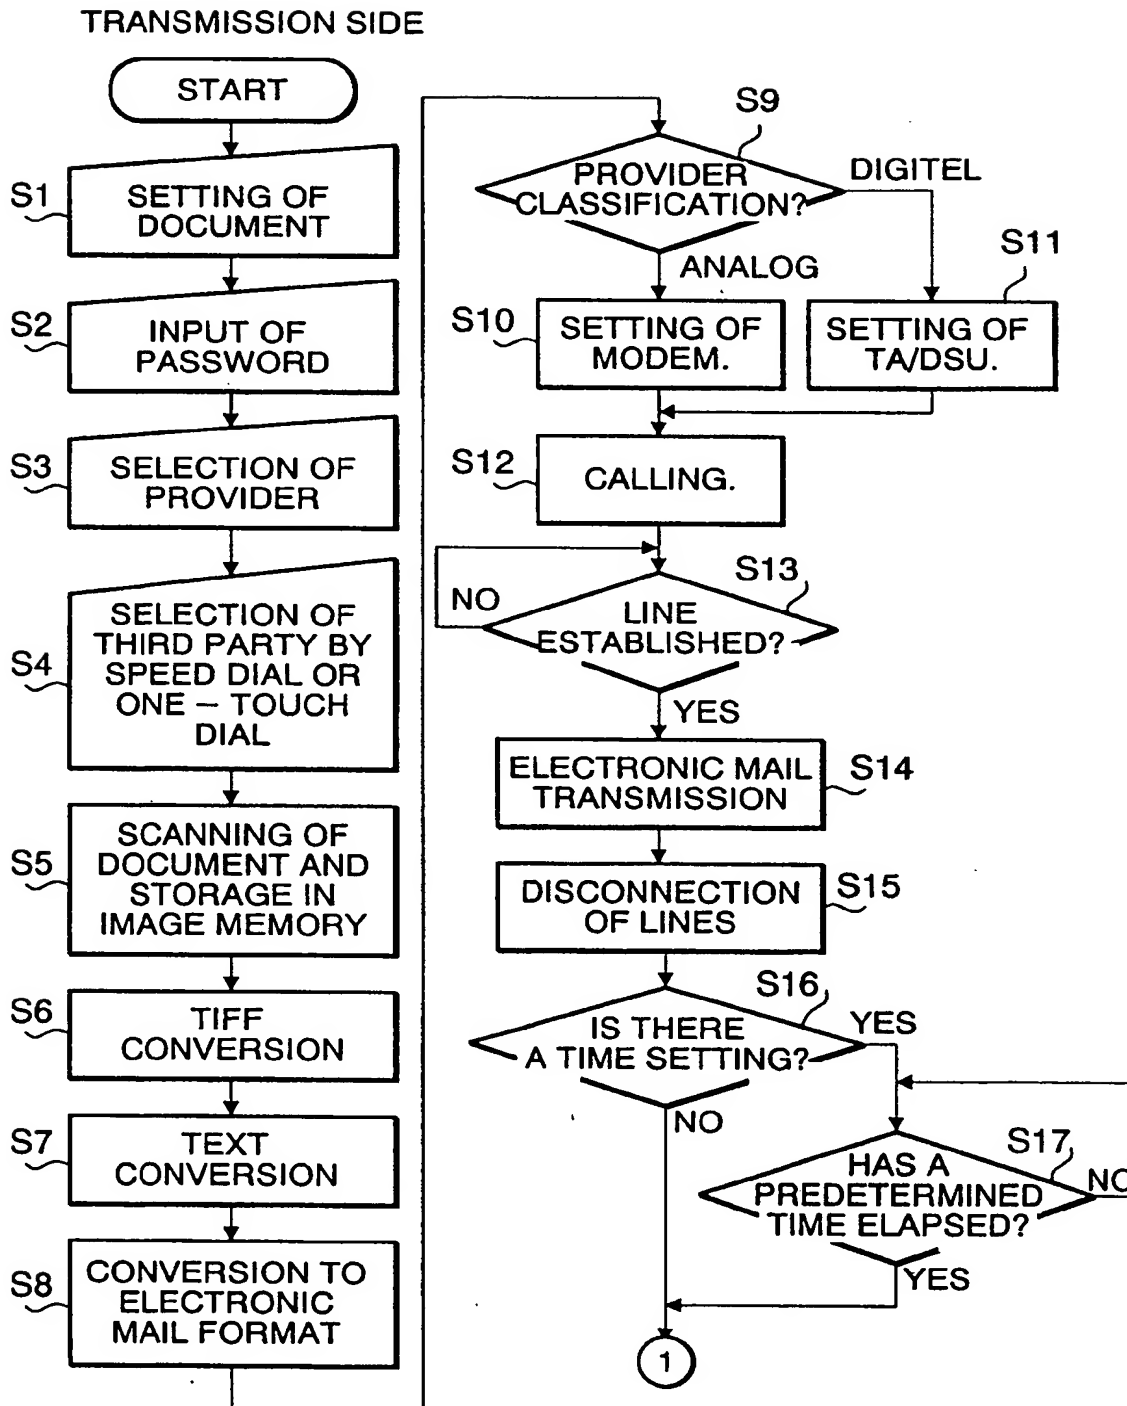 TRANSMISSION SIDE
START
S1
SETTING OF
DOCUMENT
S2
INPUT OF
PASSWORD
S3
SELECTION OF
PROVIDER
S4
SELECTION OF
THIRD PARTY BY
SPEED DIAL OR
ONE – TOUCH
DIAL
S5
SCANNING OF
DOCUMENT AND
STORAGE IN
IMAGE MEMORY
S6
TIFF
CONVERSION
S7
TEXT
CONVERSION
S8
CONVERSION TO
ELECTRONIC
MAIL FORMAT
S9
PROVIDER
CLASSIFICATION?
DIGITEL
ANALOG
S10
SETTING OF
MODEM.
S11
SETTING OF
TA/DSU.
S12
CALLING.
S13
NO
LINE
ESTABLISHED?
YES
ELECTRONIC MAIL
TRANSMISSION
S14
DISCONNECTION
OF LINES
S15
S16
IS THERE
A TIME SETTING?
YES
NO
S17
HAS A
PREDETERMINED
TIME ELAPSED?
NO
YES
1